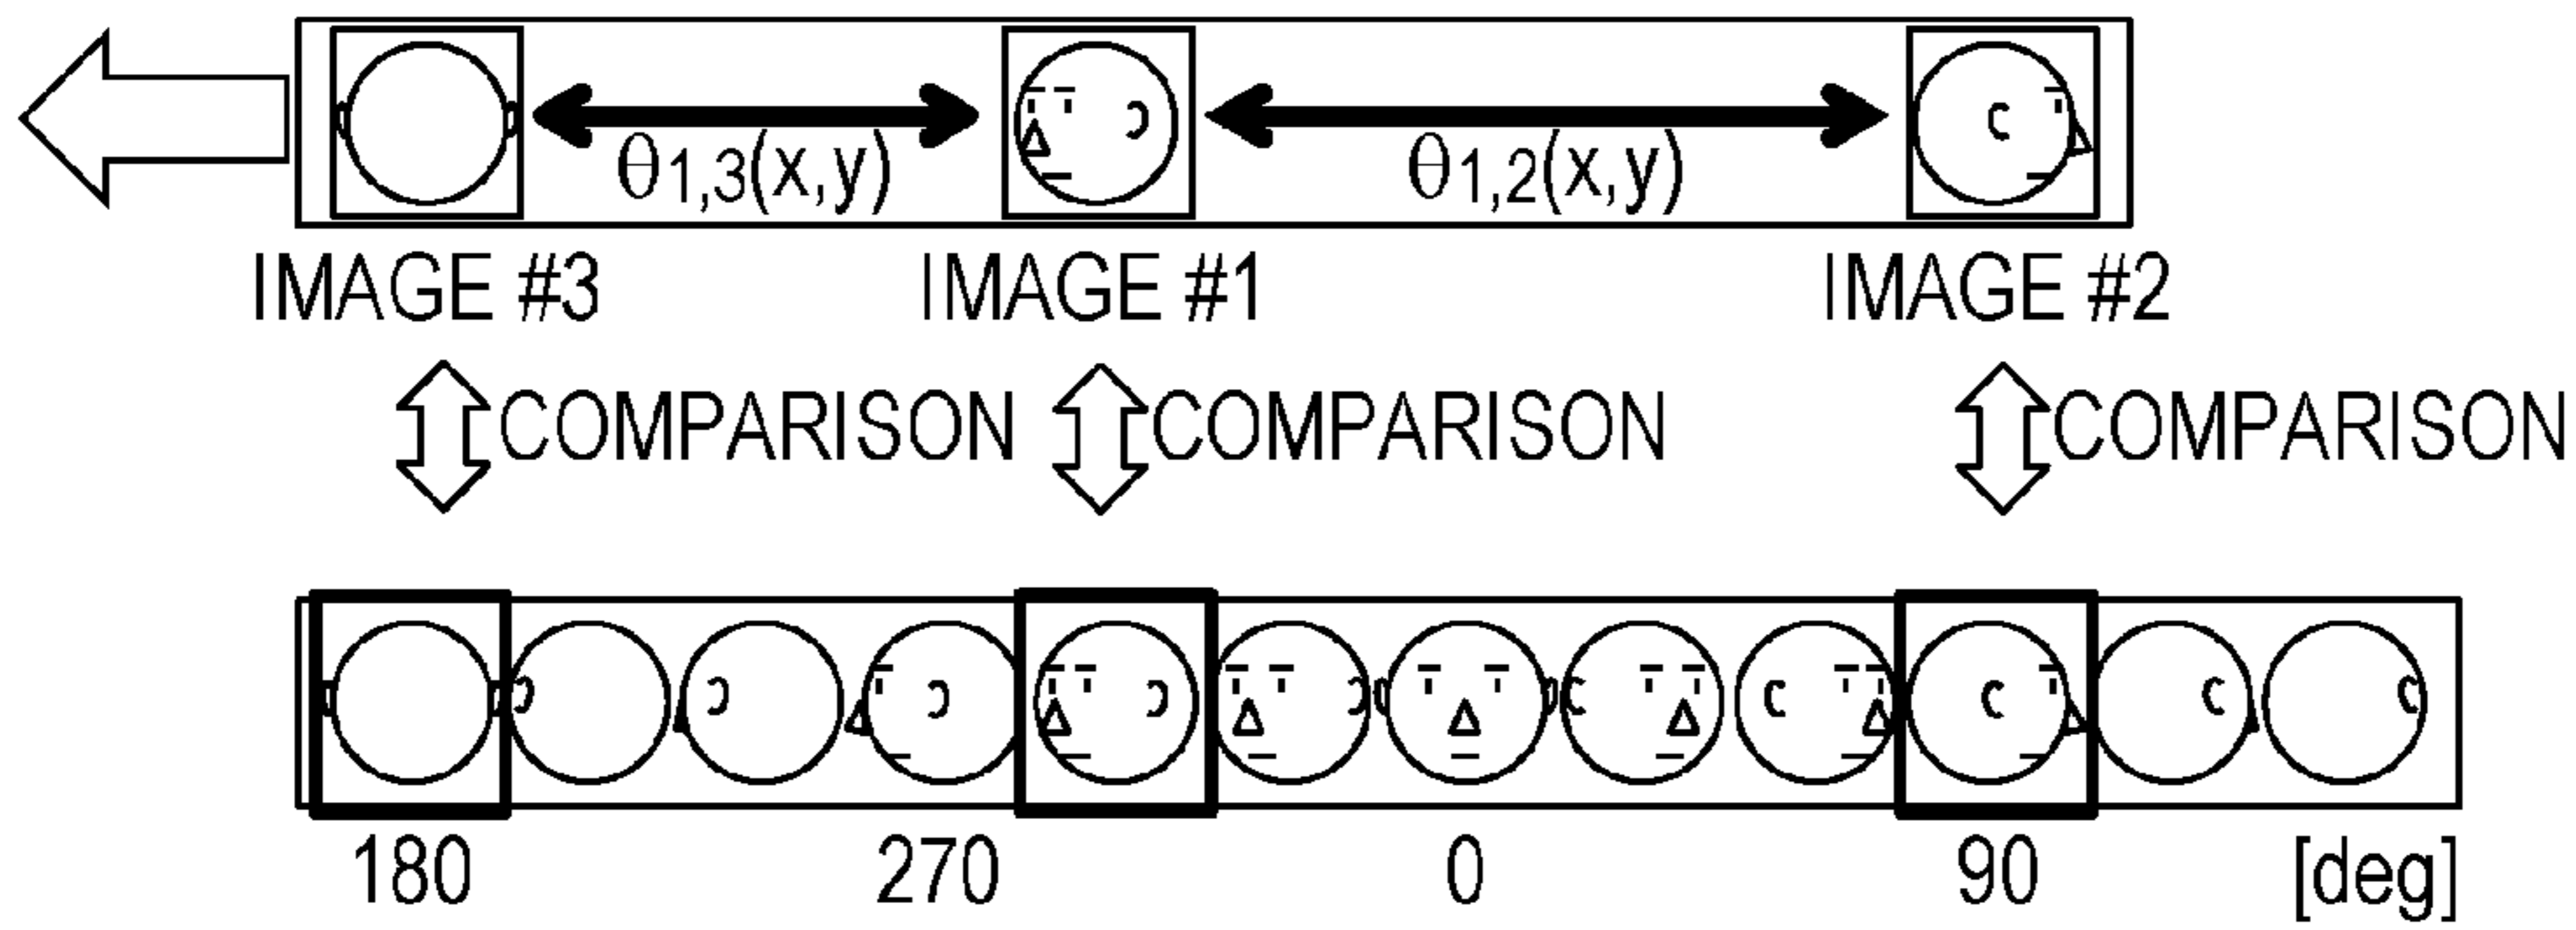 θ1,3(x,y) θ1,2(x,y)
IMAGE #3 IMAGE #1 IMAGE #2
COMPARISON COMPARISON COMPARISON
180 270 0 90 [deg]